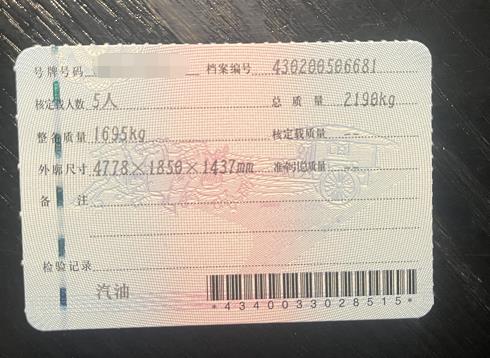 号牌号码 档案编号 430200506681
核定载人数 5人 总质量 2190kg
整备质量 1695kg 核定载质量 --
外廓尺寸 4778×1850×1437mm 准牵引总质量 --
备注
检验记录
汽油
*4340033028515*